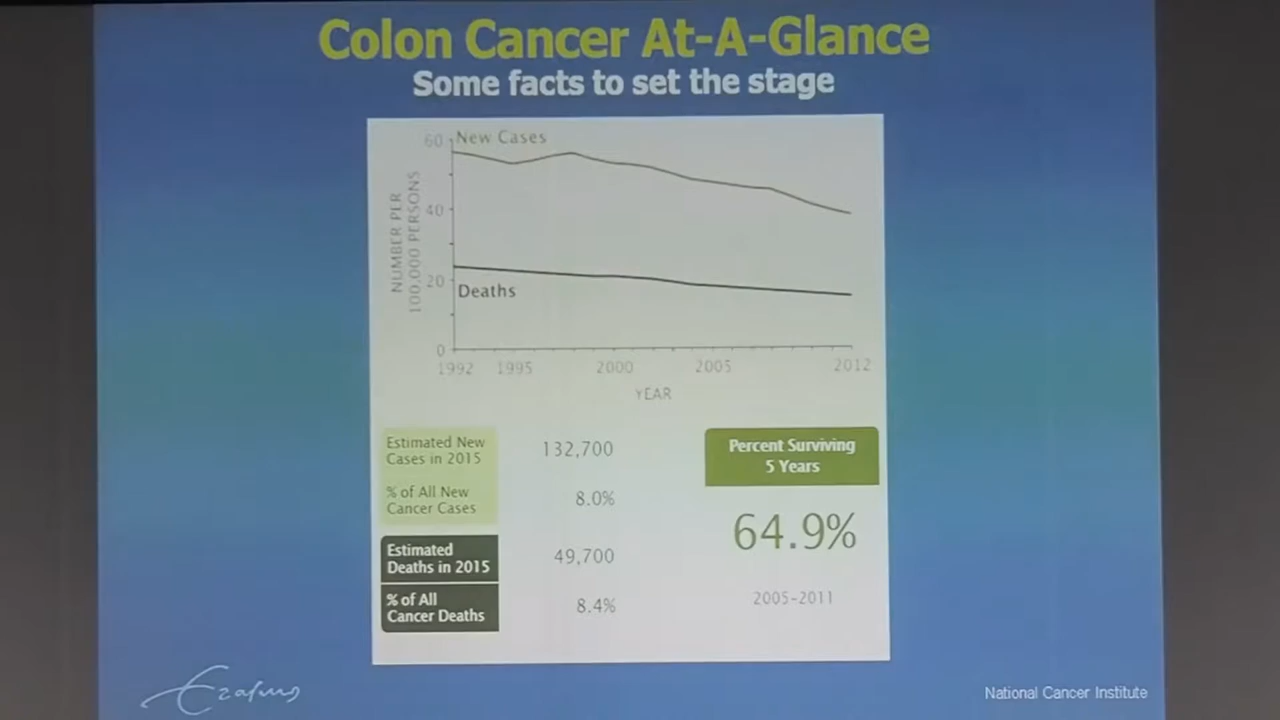 Colon Cancer At-A-Glance
Some facts to set the stage
60
New Cases
NUMBER PER
100,000 PERSONS
40
20
Deaths
0
1992 1995 2000 2005 2012
YEAR
Estimated New
Cases in 2015
132,700
% of All New
Cancer Cases
8.0%
Estimated
Deaths in 2015
49,700
% of All
Cancer Deaths
8.4%
Percent Surviving
5 Years
64.9%
2005-2011
Erasmus
National Cancer Institute